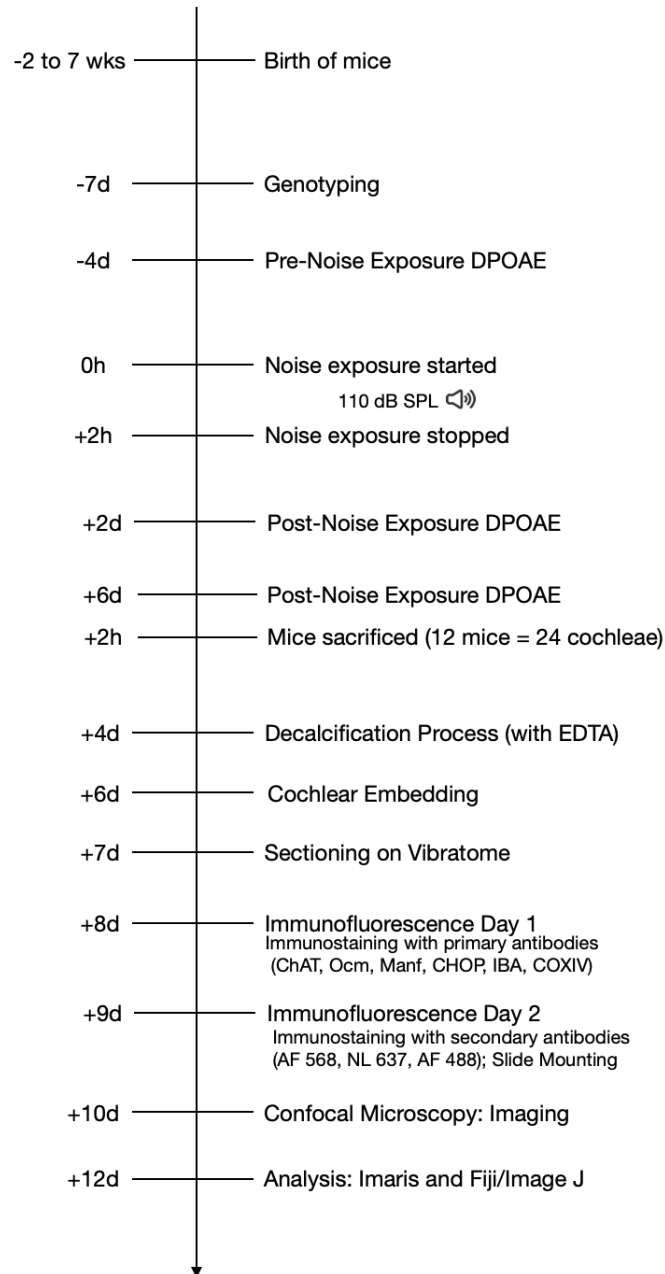 -2 to 7 wks Birth of mice
-7d Genotyping
-4d Pre-Noise Exposure DPOAE
0h Noise exposure started
110 dB SPL
+2h Noise exposure stopped
+2d Post-Noise Exposure DPOAE
+6d Post-Noise Exposure DPOAE
+2h Mice sacrificed (12 mice = 24 cochleae)
+4d Decalcification Process (with EDTA)
+6d Cochlear Embedding
+7d Sectioning on Vibratome
+8d Immunofluorescence Day 1
Immunostaining with primary antibodies
(ChAT, Ocm, Manf, CHOP, IBA, COXIV)
+9d Immunofluorescence Day 2
Immunostaining with secondary antibodies
(AF 568, NL 637, AF 488); Slide Mounting
+10d Confocal Microscopy: Imaging
+12d Analysis: Imaris and Fiji/Image J